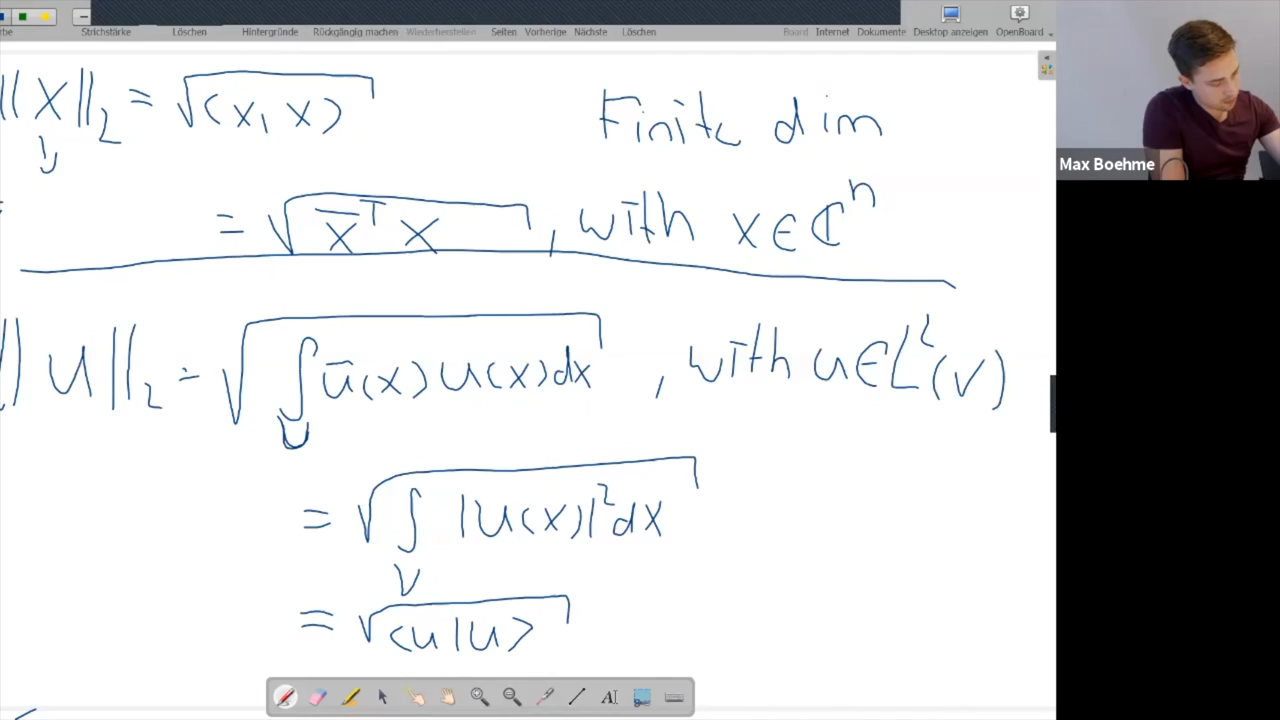 Strichstärke Löschen Hintergründe Rückgängig machen Wiederherstellen Seiten Vorherige Nächste Löschen Board Internet Dokumente Desktop anzeigen OpenBoard
||x||₂ = √⟨x, x⟩ Finite dim
= √x̄ᵀx , with x ∈ ℂⁿ
||u||₂ = √∫ ū(x) u(x) dx , with u ∈ L²(V)
= √∫_V |u(x)|² dx
= √⟨u|u⟩
Max Boehme